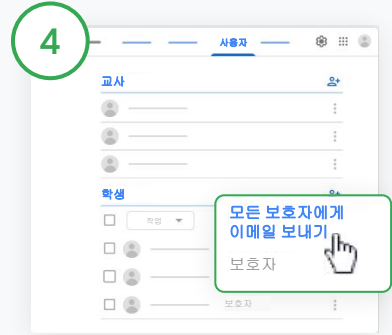 4
사용자
교사
학생
작업
모든 보호자에게
이메일 보내기
보호자
보호자